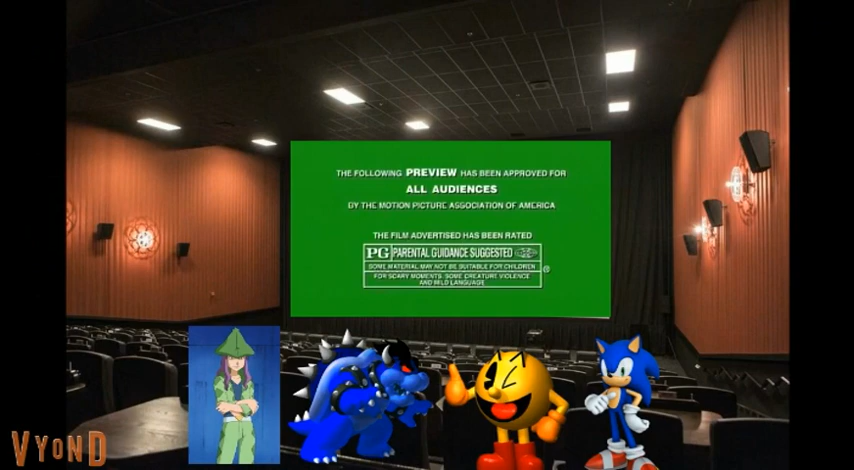 THE FOLLOWING PREVIEW HAS BEEN APPROVED FOR
ALL AUDIENCES
BY THE MOTION PICTURE ASSOCIATION OF AMERICA
THE FILM ADVERTISED HAS BEEN RATED
PG PARENTAL GUIDANCE SUGGESTED
SOME MATERIAL MAY NOT BE SUITABLE FOR CHILDREN
®
FOR SCARY MOMENTS, SOME CREATURE VIOLENCE
AND MILD LANGUAGE
VYOND